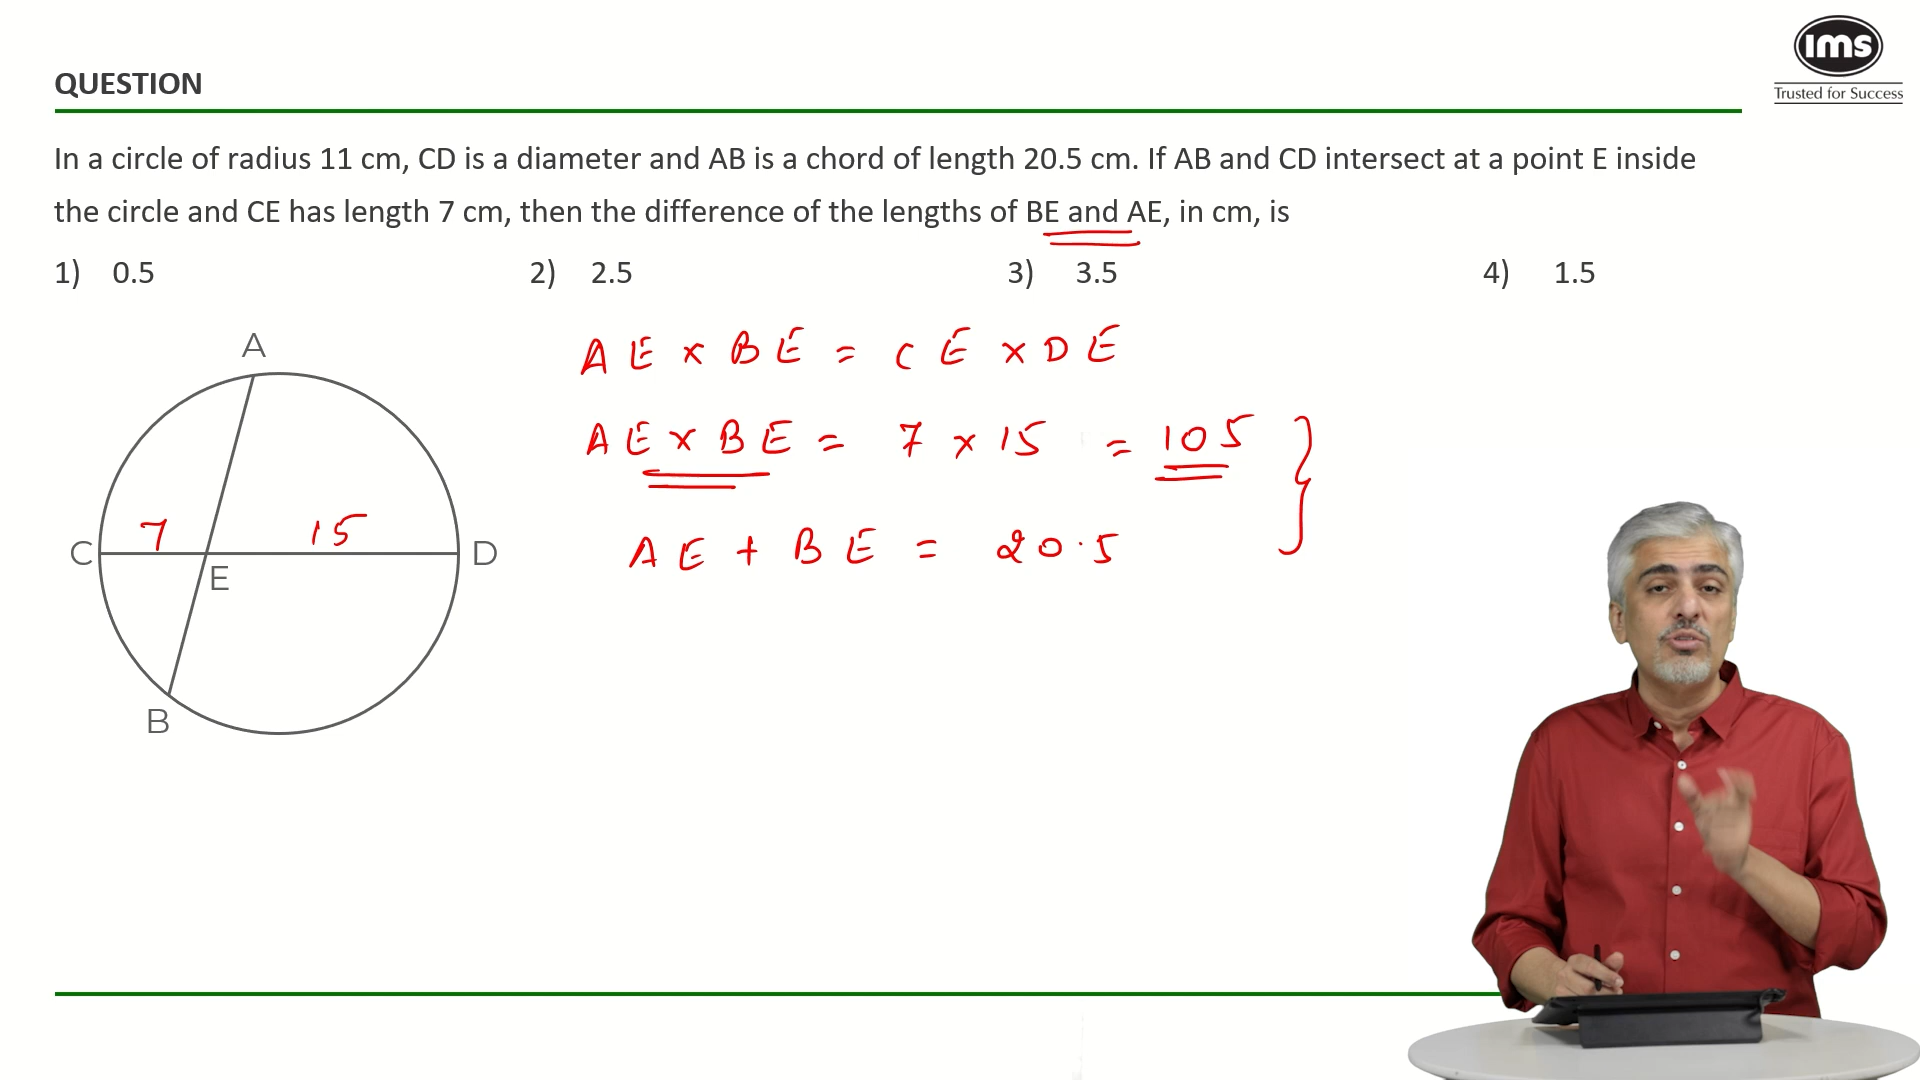 ims
Trusted for Success
QUESTION
In a circle of radius 11 cm, CD is a diameter and AB is a chord of length 20.5 cm. If AB and CD intersect at a point E inside
the circle and CE has length 7 cm, then the difference of the lengths of BE and AE, in cm, is
1) 0.5 2) 2.5 3) 3.5 4) 1.5
A
AE × BE = CE × DE
AE × BE = 7 × 15 = 105
7 15
C D
AE + BE = 20.5
E
B